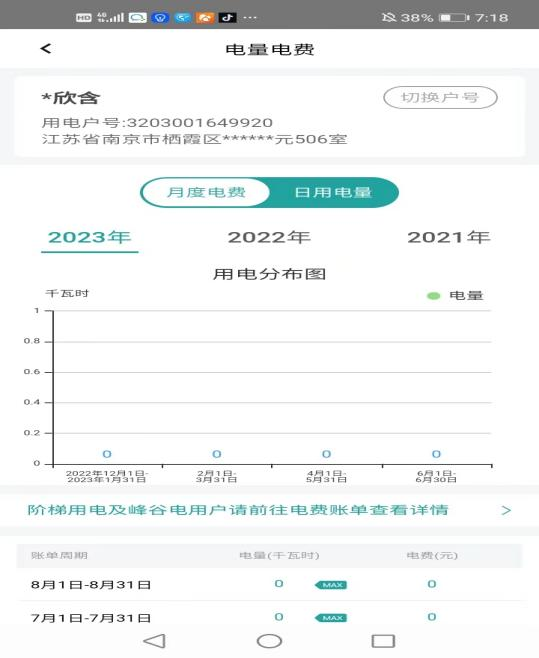 HD 4G 38% 7:18
电量电费
*欣含
切换户号
用电户号:3203001649920
江苏省南京市栖霞区******元506室
月度电费 日用电量
2023年 2022年 2021年
用电分布图
千瓦时 电量
1
0.8
0.6
0.4
0.2
0
0 0 0 0
2022年12月1日- 2月1日- 4月1日- 6月1日-
2023年1月31日 3月31日 5月31日 6月30日
阶梯用电及峰谷电用户请前往电费账单查看详情 >
账单周期 电量(千瓦时) 电费(元)
8月1日-8月31日 0 MAX 0
7月1日-7月31日 0 MAX 0